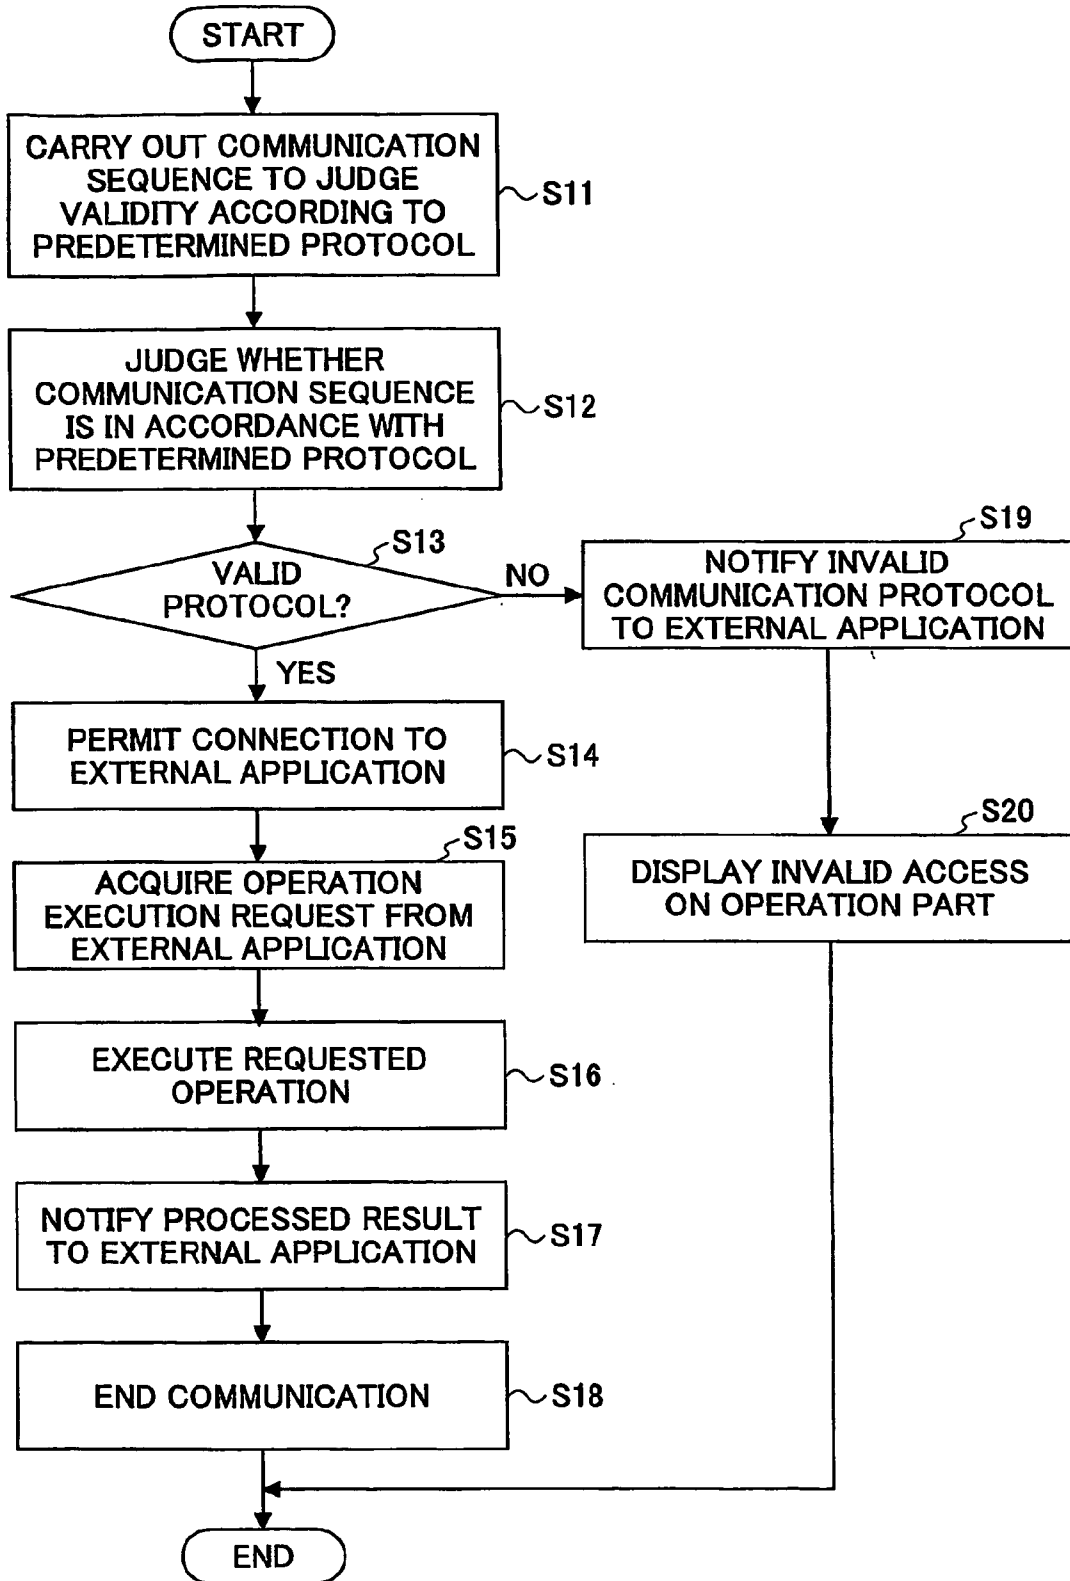 START
CARRY OUT COMMUNICATION
SEQUENCE TO JUDGE
VALIDITY ACCORDING TO
PREDETERMINED PROTOCOL
S11
JUDGE WHETHER
COMMUNICATION SEQUENCE
IS IN ACCORDANCE WITH
PREDETERMINED PROTOCOL
S12
S13
VALID
PROTOCOL?
NO
YES
S19
NOTIFY INVALID
COMMUNICATION PROTOCOL
TO EXTERNAL APPLICATION
PERMIT CONNECTION TO
EXTERNAL APPLICATION
S14
S20
DISPLAY INVALID ACCESS
ON OPERATION PART
S15
ACQUIRE OPERATION
EXECUTION REQUEST FROM
EXTERNAL APPLICATION
EXECUTE REQUESTED
OPERATION
S16
NOTIFY PROCESSED RESULT
TO EXTERNAL APPLICATION
S17
END COMMUNICATION
S18
END